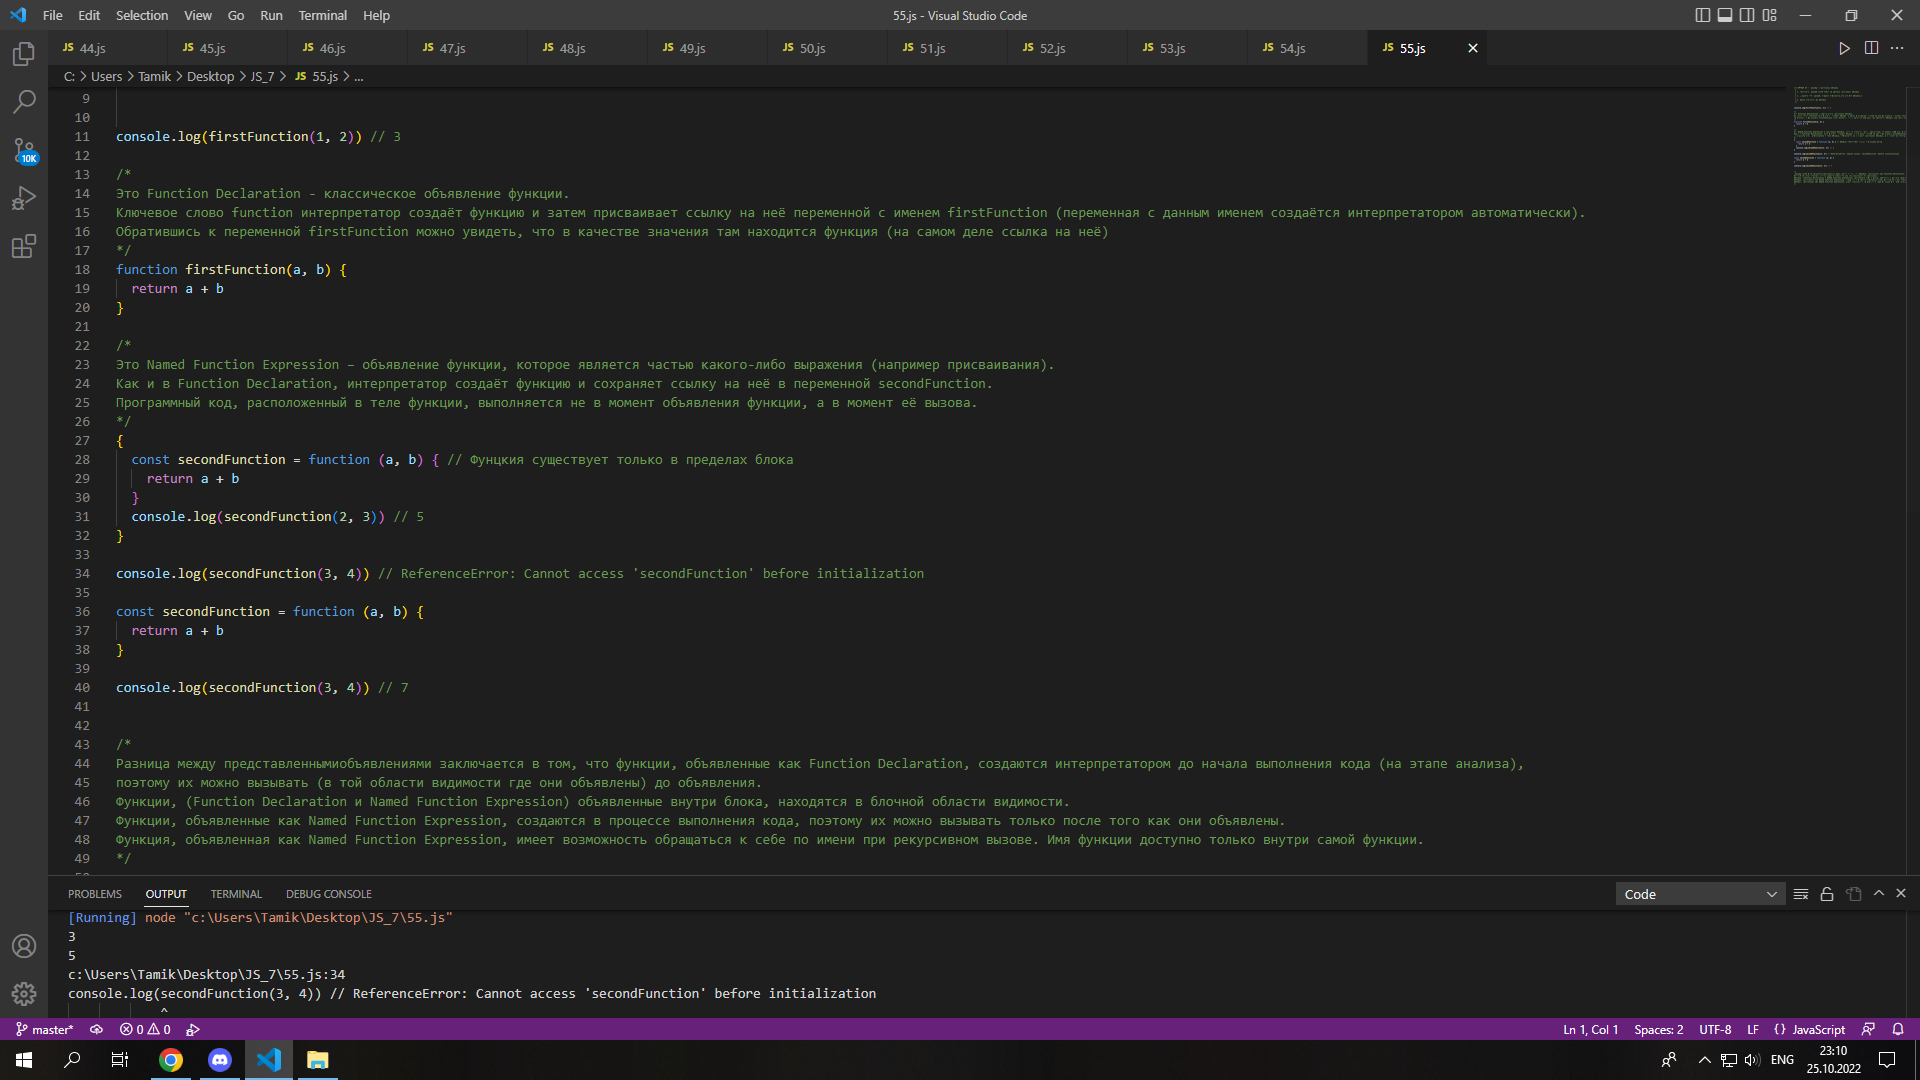 File Edit Selection View Go Run Terminal Help
55.js - Visual Studio Code
JS 44.js JS 45.js JS 46.js JS 47.js JS 48.js JS 49.js JS 50.js JS 51.js JS 52.js JS 53.js JS 54.js JS 55.js
C: > Users > Tamik > Desktop > JS_7 > JS 55.js > ...
9
10
11 console.log(firstFunction(1, 2)) // 3
12
13 /*
14 Это Function Declaration - классическое объявление функции.
15 Ключевое слово function интерпретатор создаёт функцию и затем присваивает ссылку на неё переменной с именем firstFunction (переменная с данным именем создаётся интерпретатором автоматически).
16 Обратившись к переменной firstFunction можно увидеть, что в качестве значения там находится функция (на самом деле ссылка на неё)
17 */
18 function firstFunction(a, b) {
19 return a + b
20 }
21
22 /*
23 Это Named Function Expression – объявление функции, которое является частью какого-либо выражения (например присваивания).
24 Как и в Function Declaration, интерпретатор создаёт функцию и сохраняет ссылку на неё в переменной secondFunction.
25 Программный код, расположенный в теле функции, выполняется не в момент объявления функции, а в момент её вызова.
26 */
27 {
28 const secondFunction = function (a, b) { // Фунцкия существует только в пределах блока
29 return a + b
30 }
31 console.log(secondFunction(2, 3)) // 5
32 }
33
34 console.log(secondFunction(3, 4)) // ReferenceError: Cannot access 'secondFunction' before initialization
35
36 const secondFunction = function (a, b) {
37 return a + b
38 }
39
40 console.log(secondFunction(3, 4)) // 7
41
42
43 /*
44 Разница между представленнымиобъявлениями заключается в том, что функции, объявленные как Function Declaration, создаются интерпретатором до начала выполнения кода (на этапе анализа),
45 поэтому их можно вызывать (в той области видимости где они объявлены) до объявления.
46 Функции, (Function Declaration и Named Function Expression) объявленные внутри блока, находятся в блочной области видимости.
47 Функции, объявленные как Named Function Expression, создаются в процессе выполнения кода, поэтому их можно вызывать только после того как они объявлены.
48 Функция, объявленная как Named Function Expression, имеет возможность обращаться к себе по имени при рекурсивном вызове. Имя функции доступно только внутри самой функции.
49 */
10K
PROBLEMS OUTPUT TERMINAL DEBUG CONSOLE
Code
[Running] node "c:\Users\Tamik\Desktop\JS_7\55.js"
3
5
c:\Users\Tamik\Desktop\JS_7\55.js:34
console.log(secondFunction(3, 4)) // ReferenceError: Cannot access 'secondFunction' before initialization
^
master* 0 0
Ln 1, Col 1 Spaces: 2 UTF-8 LF {} JavaScript
ENG
23:10
25.10.2022